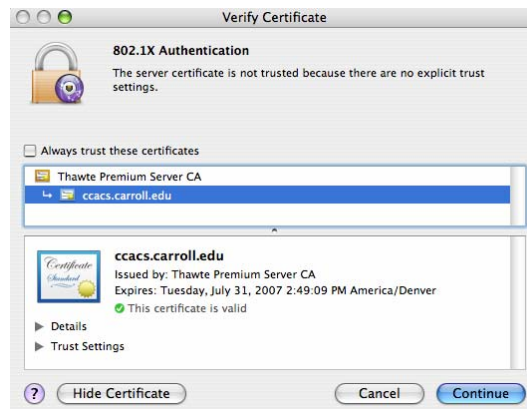 Verify Certificate
802.1X Authentication
The server certificate is not trusted because there are no explicit trust
settings.
Always trust these certificates
Thawte Premium Server CA
ccacs.carroll.edu
Certificate
Standard
ccacs.carroll.edu
Issued by: Thawte Premium Server CA
Expires: Tuesday, July 31, 2007 2:49:09 PM America/Denver
This certificate is valid
Details
Trust Settings
?
Hide Certificate
Cancel
Continue